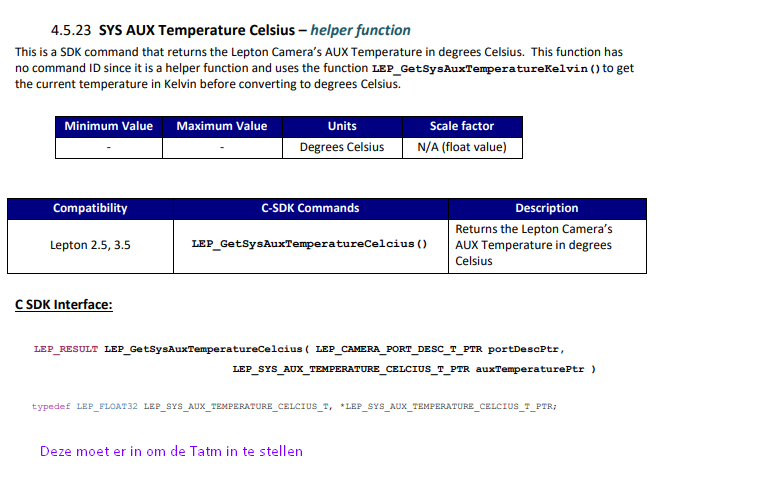 4.5.23 SYS AUX Temperature Celsius – helper function
This is a SDK command that returns the Lepton Camera's AUX Temperature in degrees Celsius. This function has
no command ID since it is a helper function and uses the function LEP_GetSysAuxTemperatureKelvin() to get
the current temperature in Kelvin before converting to degrees Celsius.
Minimum Value Maximum Value Units Scale factor
- - Degrees Celsius N/A (float value)
Compatibility C-SDK Commands Description
Lepton 2.5, 3.5 LEP_GetSysAuxTemperatureCelcius() Returns the Lepton Camera's
AUX Temperature in degrees
Celsius
C SDK Interface:
LEP_RESULT LEP_GetSysAuxTemperatureCelcius( LEP_CAMERA_PORT_DESC_T_PTR portDescPtr,
LEP_SYS_AUX_TEMPERATURE_CELCIUS_T_PTR auxTemperaturePtr )
typedef LEP_FLOAT32 LEP_SYS_AUX_TEMPERATURE_CELCIUS_T, *LEP_SYS_AUX_TEMPERATURE_CELCIUS_T_PTR;
Deze moet er in om de Tatm in te stellen